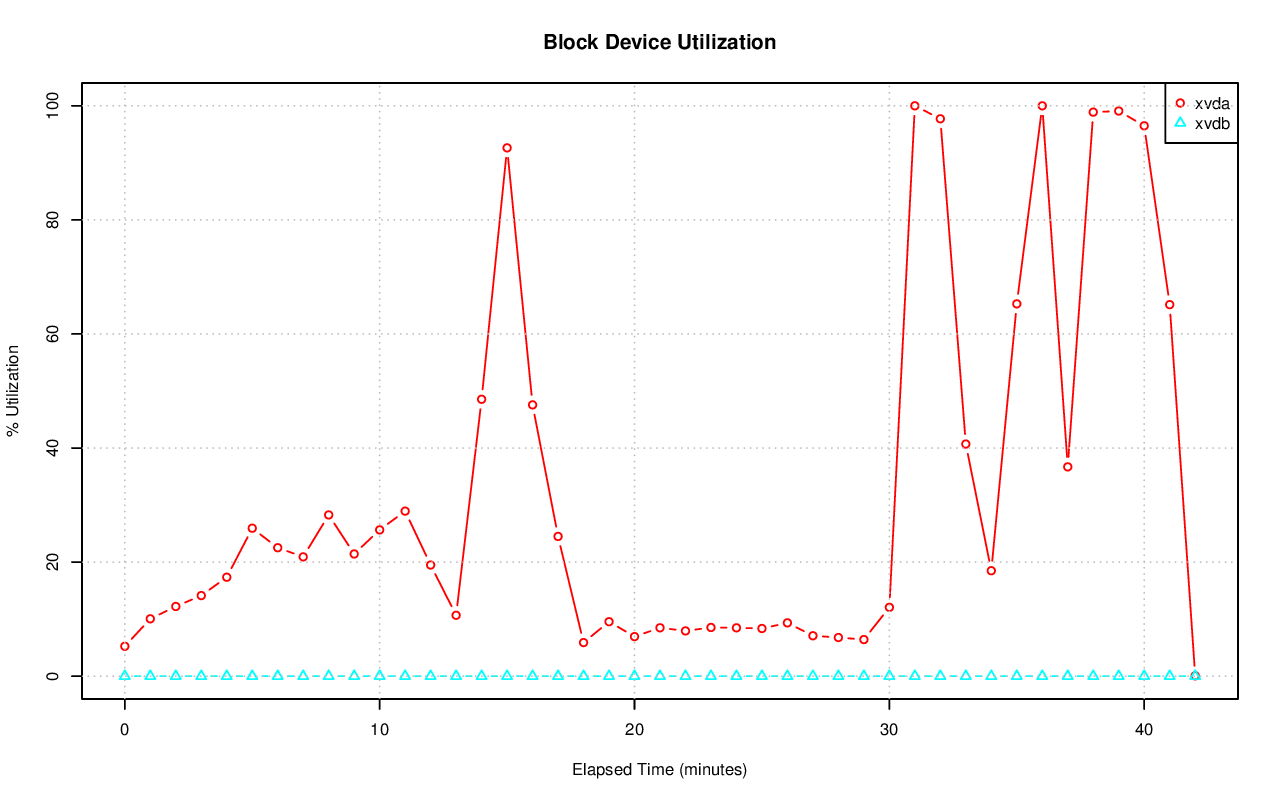 Block Device Utilization
xvda
xvdb
% Utilization
100
80
60
40
20
0
0 10 20 30 40
Elapsed Time (minutes)